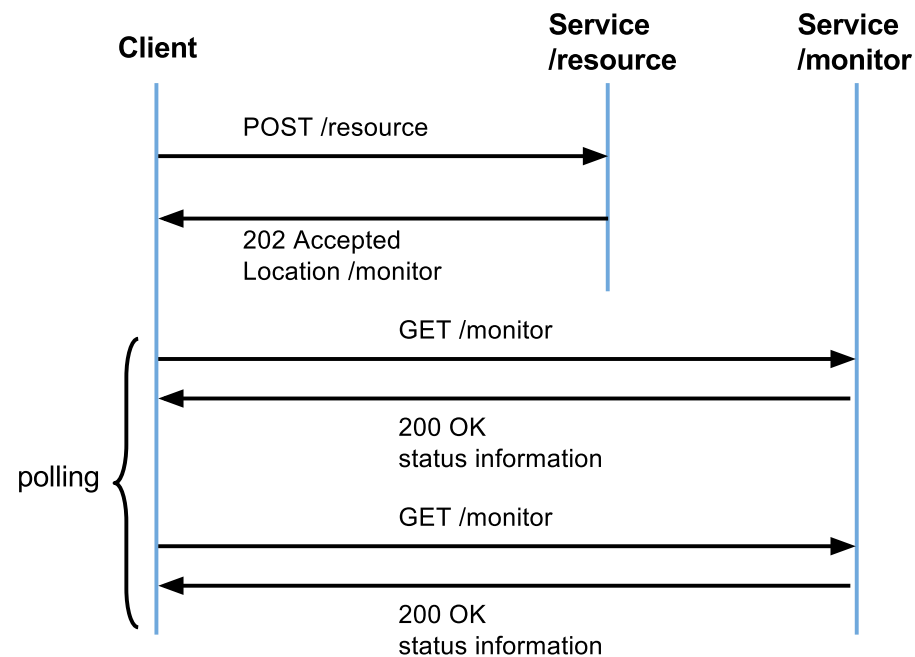 Client
Service
/resource
Service
/monitor
POST /resource
202 Accepted
Location /monitor
GET /monitor
200 OK
status information
polling
GET /monitor
200 OK
status information